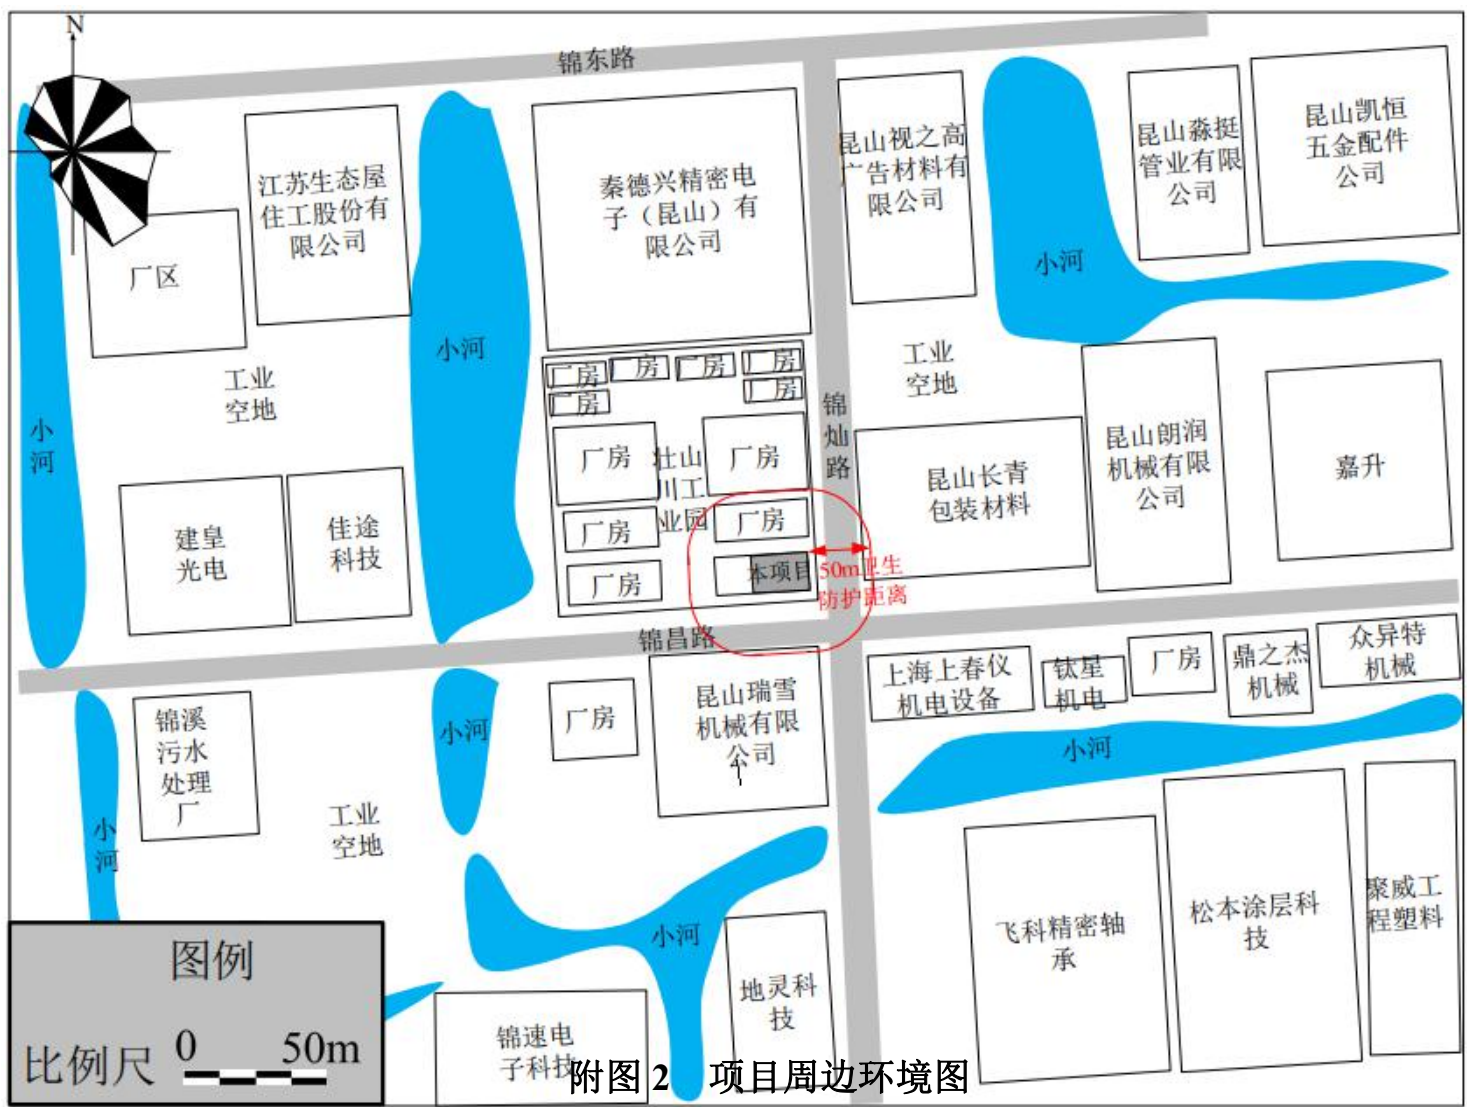 N
锦东路
江苏生态屋
住工股份有
限公司
秦德兴精密电
子（昆山）有
限公司
昆山视之高
广告材料有
限公司
昆山淼挺
管业有限
公司
昆山凯恒
五金配件
公司
厂区
小河
小河
工业
空地
小河
厂房
厂房
厂房
厂房
厂房
厂房
工业
空地
锦
灿
路
厂房
壮山
川工
业园
厂房
昆山长青
包装材料
昆山朗润
机械有限
公司
嘉升
建皇
光电
佳途
科技
厂房
厂房
厂房
本项目
50m卫生
防护距离
锦昌路
上海上春仪
机电设备
钛星
机电
厂房
鼎之杰
机械
众异特
机械
锦溪
污水
处理
厂
小河
厂房
昆山瑞雪
机械有限
公司
小河
小
河
工业
空地
小河
飞科精密轴
承
松本涂层科
技
聚威工
程塑料
地灵科
技
锦速电
子科技
图例
比例尺
0 50m
附图 2 项目周边环境图